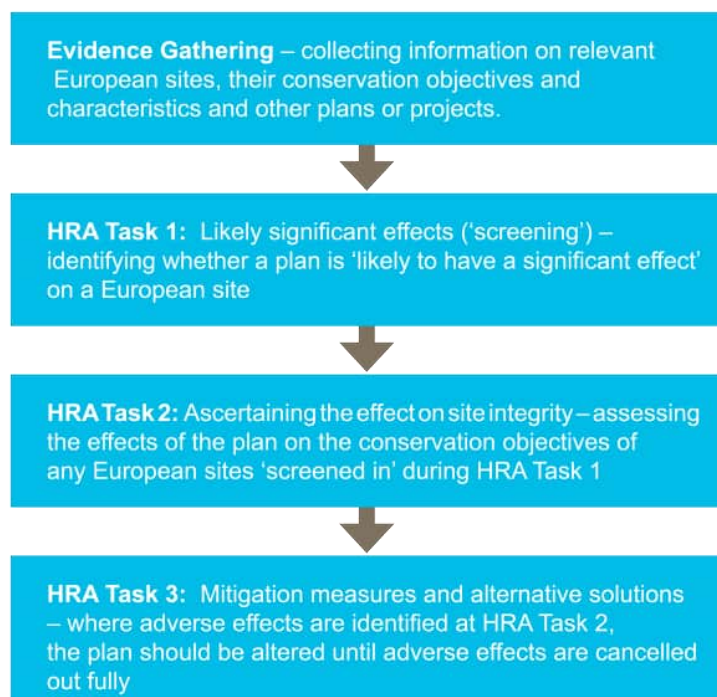 Evidence Gathering – collecting information on relevant
European sites, their conservation objectives and
characteristics and other plans or projects.
HRA Task 1: Likely significant effects (‘screening’) –
identifying whether a plan is ‘likely to have a significant effect’
on a European site
HRA Task 2: Ascertaining the effect on site integrity – assessing
the effects of the plan on the conservation objectives of
any European sites ‘screened in’ during HRA Task 1
HRA Task 3: Mitigation measures and alternative solutions
– where adverse effects are identified at HRA Task 2,
the plan should be altered until adverse effects are cancelled
out fully